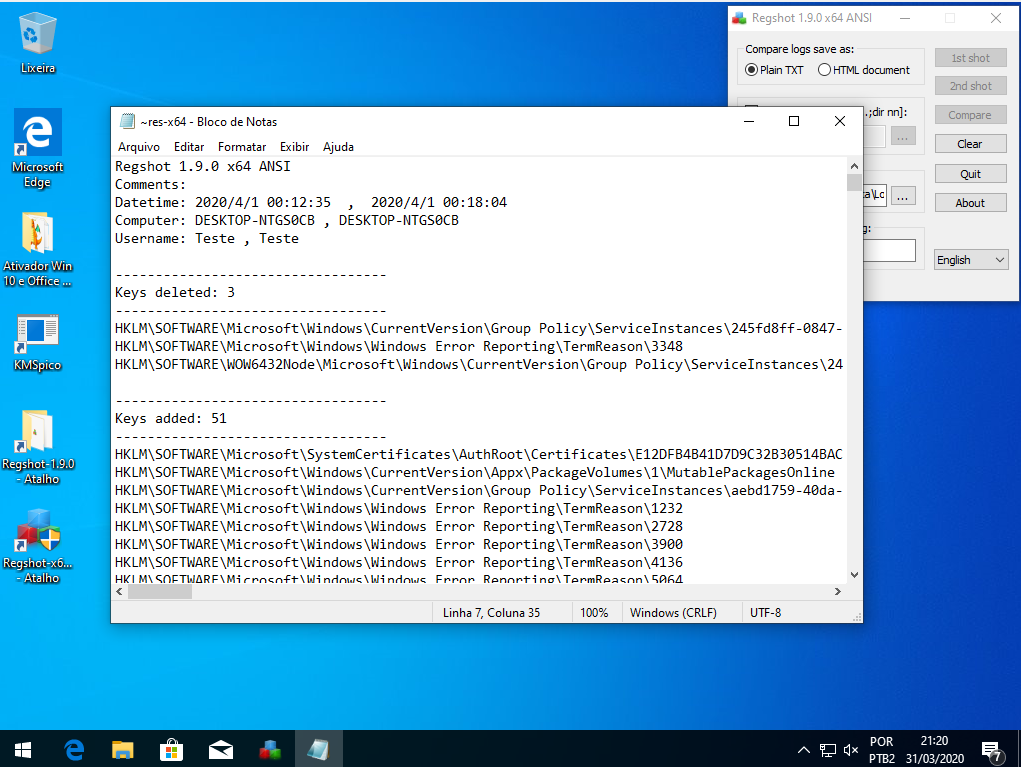 Lixeira
Microsoft
Edge
Ativador Win
10 e Office ...
KMSpico
Regshot-1.9.0
- Atalho
Regshot-x6...
- Atalho
Regshot 1.9.0 x64 ANSI
Compare logs save as:
Plain TXT
HTML document
.;dir nn]:
...
ta\Lo
...
g:
1st shot
2nd shot
Compare
Clear
Quit
About
English
~res-x64 - Bloco de Notas
Arquivo Editar Formatar Exibir Ajuda
Regshot 1.9.0 x64 ANSI
Comments:
Datetime: 2020/4/1 00:12:35 , 2020/4/1 00:18:04
Computer: DESKTOP-NTGS0CB , DESKTOP-NTGS0CB
Username: Teste , Teste
----------------------------------
Keys deleted: 3
----------------------------------
HKLM\SOFTWARE\Microsoft\Windows\CurrentVersion\Group Policy\ServiceInstances\245fd8ff-0847-
HKLM\SOFTWARE\Microsoft\Windows\Windows Error Reporting\TermReason\3348
HKLM\SOFTWARE\WOW6432Node\Microsoft\Windows\CurrentVersion\Group Policy\ServiceInstances\24
----------------------------------
Keys added: 51
----------------------------------
HKLM\SOFTWARE\Microsoft\SystemCertificates\AuthRoot\Certificates\E12DFB4B41D7D9C32B30514BAC
HKLM\SOFTWARE\Microsoft\Windows\CurrentVersion\Appx\PackageVolumes\1\MutablePackagesOnline
HKLM\SOFTWARE\Microsoft\Windows\CurrentVersion\Group Policy\ServiceInstances\aebd1759-40da-
HKLM\SOFTWARE\Microsoft\Windows\Windows Error Reporting\TermReason\1232
HKLM\SOFTWARE\Microsoft\Windows\Windows Error Reporting\TermReason\2728
HKLM\SOFTWARE\Microsoft\Windows\Windows Error Reporting\TermReason\3900
HKLM\SOFTWARE\Microsoft\Windows\Windows Error Reporting\TermReason\4136
HKLM\SOFTWARE\Microsoft\Windows\Windows Error Reporting\TermReason\5064
Linha 7, Coluna 35 100% Windows (CRLF) UTF-8
POR
PTB2
21:20
31/03/2020
7